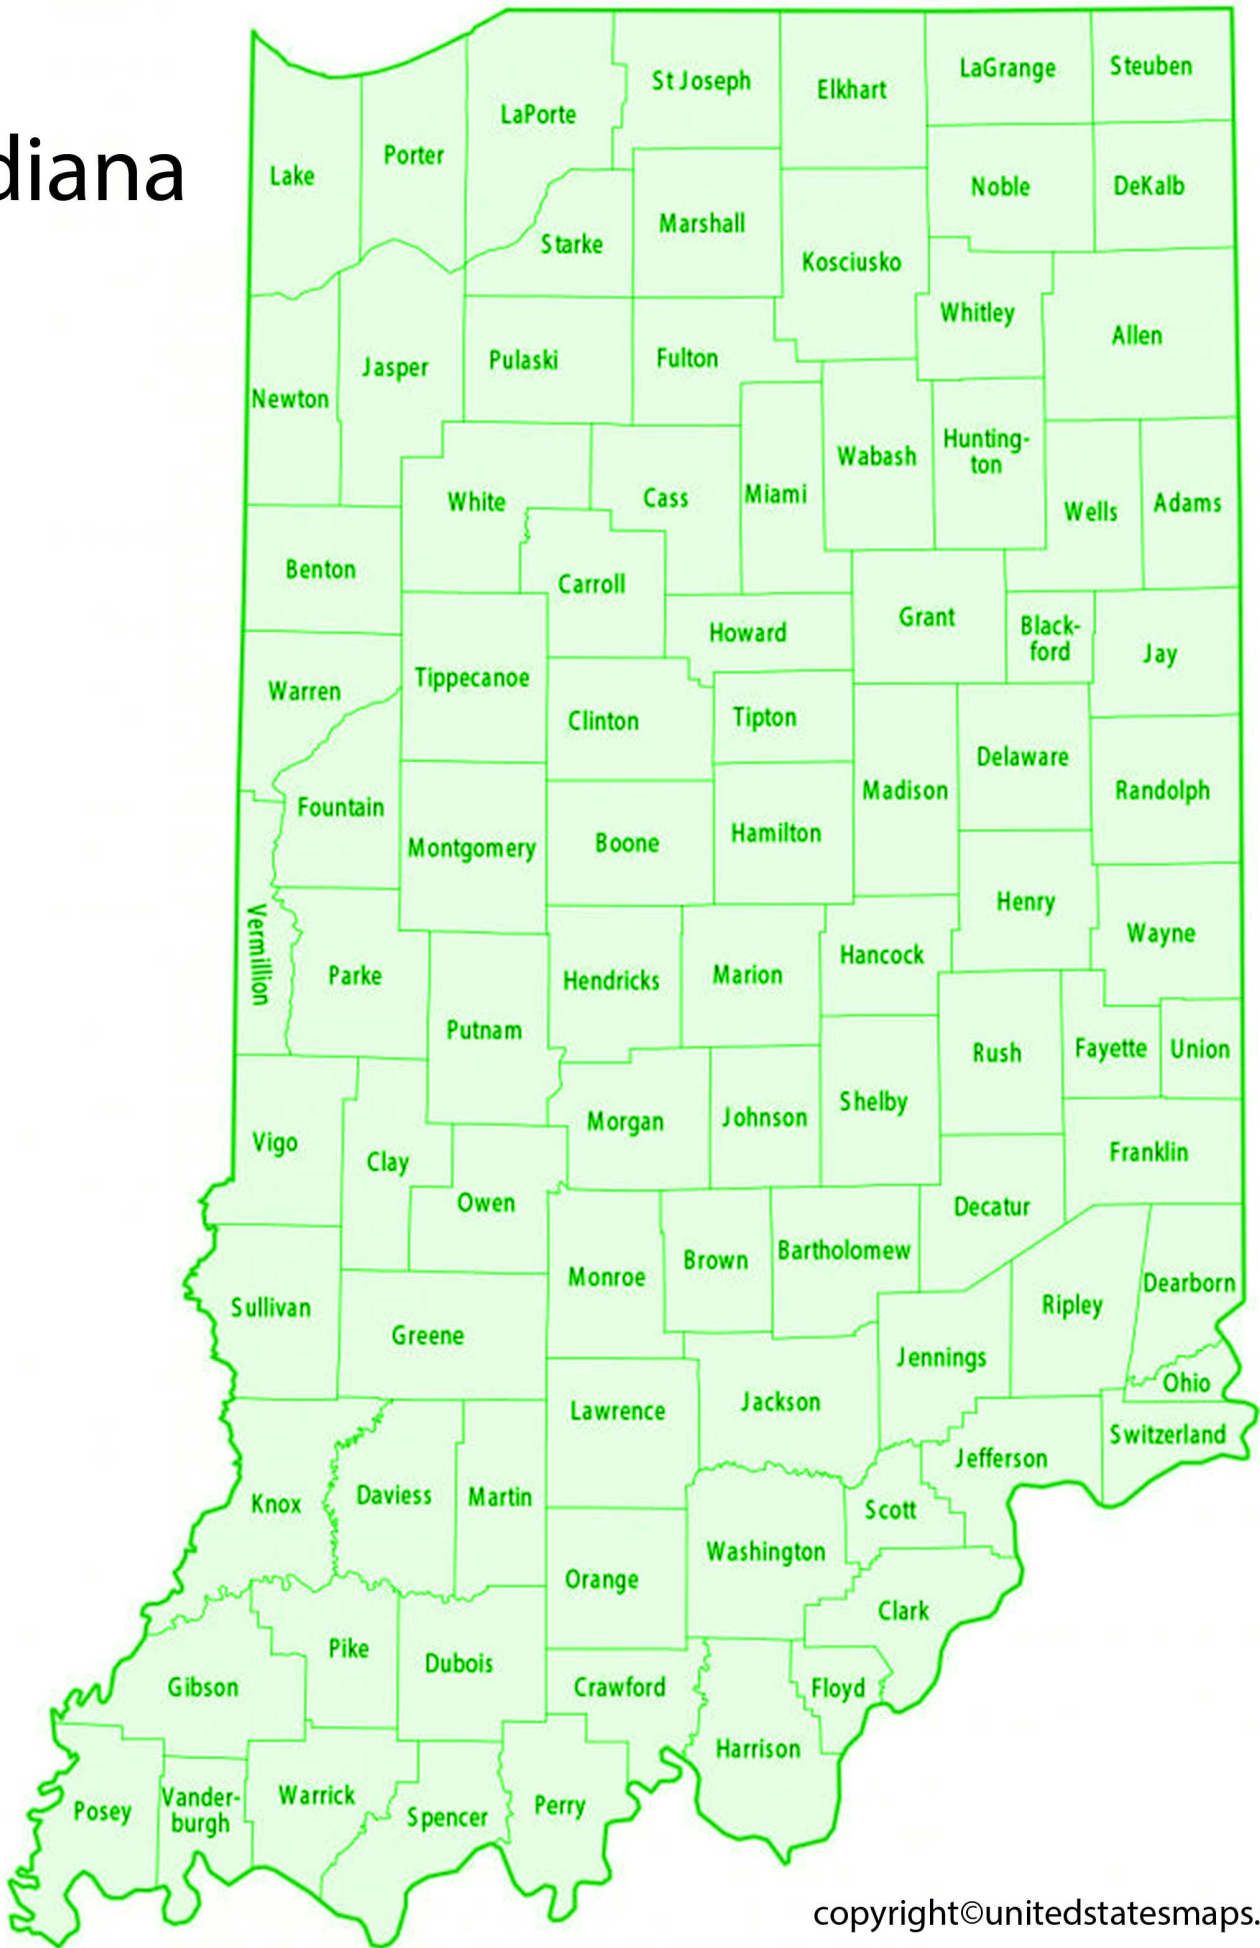 diana
St Joseph
LaGrange
Steuben
Elkhart
LaPorte
Porter
Lake
Noble
DeKalb
Marshall
Starke
Kosciusko
Whitley
Allen
Pulaski
Fulton
Jasper
Newton
Hunting-
ton
Wabash
White
Cass
Miami
Wells
Adams
Benton
Carroll
Grant
Howard
Black-
ford
Jay
Tippecanoe
Warren
Clinton
Tipton
Delaware
Madison
Randolph
Fountain
Montgomery
Boone
Hamilton
Henry
Wayne
Vermillion
Parke
Hendricks
Marion
Hancock
Putnam
Rush
Fayette
Union
Shelby
Morgan
Johnson
Vigo
Clay
Franklin
Owen
Decatur
Monroe
Brown
Bartholomew
Dearborn
Sullivan
Ripley
Greene
Jennings
Ohio
Lawrence
Jackson
Switzerland
Jefferson
Knox
Daviess
Martin
Scott
Washington
Orange
Clark
Pike
Dubois
Gibson
Crawford
Floyd
Harrison
Posey
Vander-
burgh
Warrick
Spencer
Perry
copyright©unitedstatesmaps.